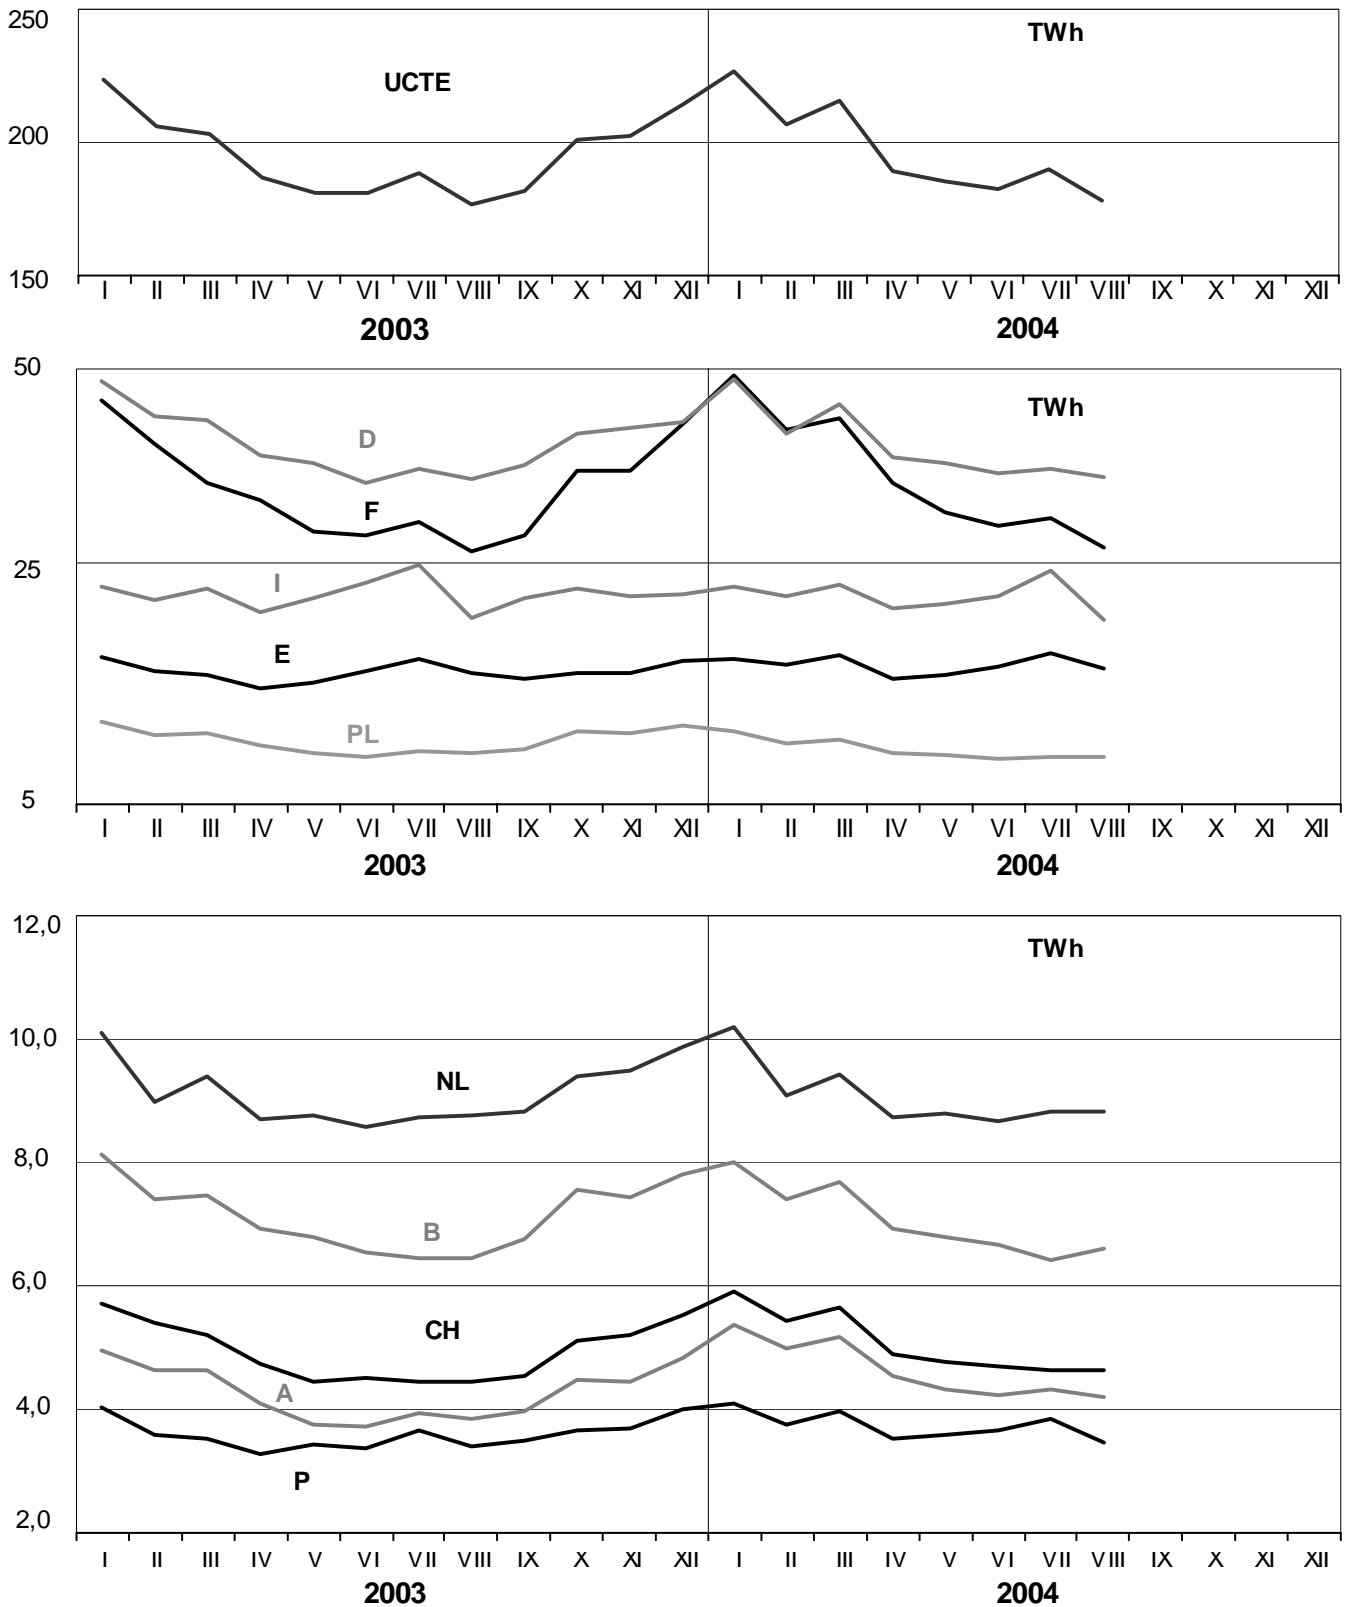 250
TWh
UCTE
200
150
I II III IV V VI VII VIII IX X XI XII I II III IV V VI VII VIII IX X XI XII
2003 2004
50
TWh
D
F
25
I
E
PL
5
I II III IV V VI VII VIII IX X XI XII I II III IV V VI VII VIII IX X XI XII
2003 2004
12,0
TWh
10,0
NL
8,0
B
6,0
CH
A
4,0
P
2,0
I II III IV V VI VII VIII IX X XI XII I II III IV V VI VII VIII IX X XI XII
2003 2004